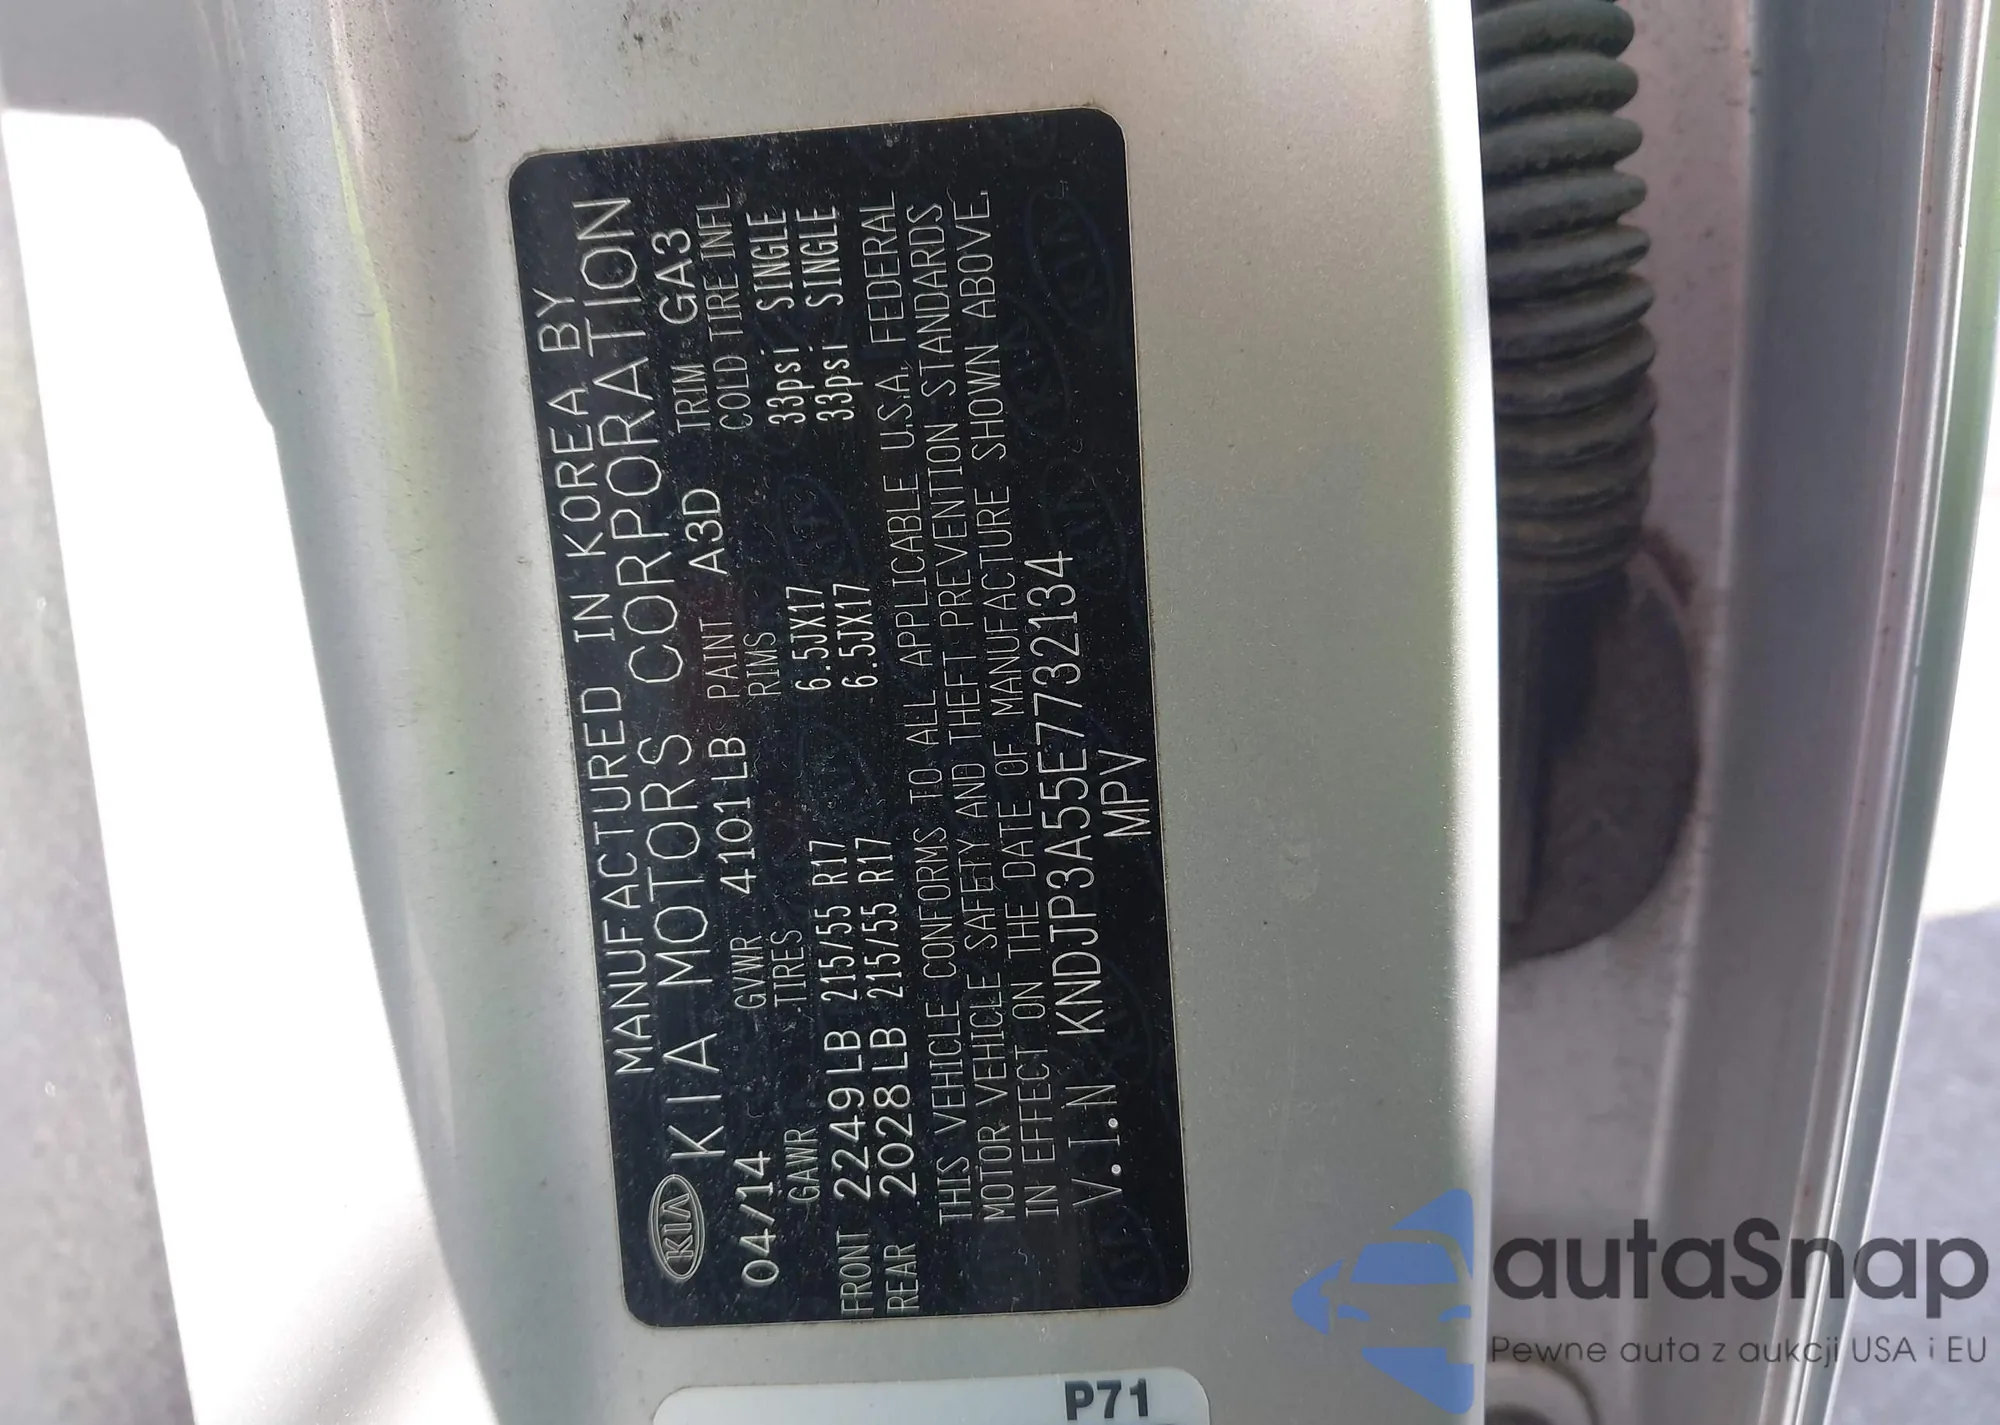 MANUFACTURED IN KOREA BY
KIA KIA MOTORS CORPORATION
04/14 GVWR 4101LB PAINT A3D TRIM GA3
GAWR TIRES RIMS COLD TIRE INFL
FRONT 2249LB 215/55 R17 6.5JX17 33psi SINGLE
REAR 2028LB 215/55 R17 6.5JX17 33psi SINGLE
THIS VEHICLE CONFORMS TO ALL APPLICABLE U.S.A. FEDERAL
MOTOR VEHICLE SAFETY AND THEFT PREVENTION STANDARDS
IN EFFECT ON THE DATE OF MANUFACTURE SHOWN ABOVE.
V.I.N KNDJP3A55E7732134
MPV
P71
autaSnap
Pewne auta z aukcji USA i EU